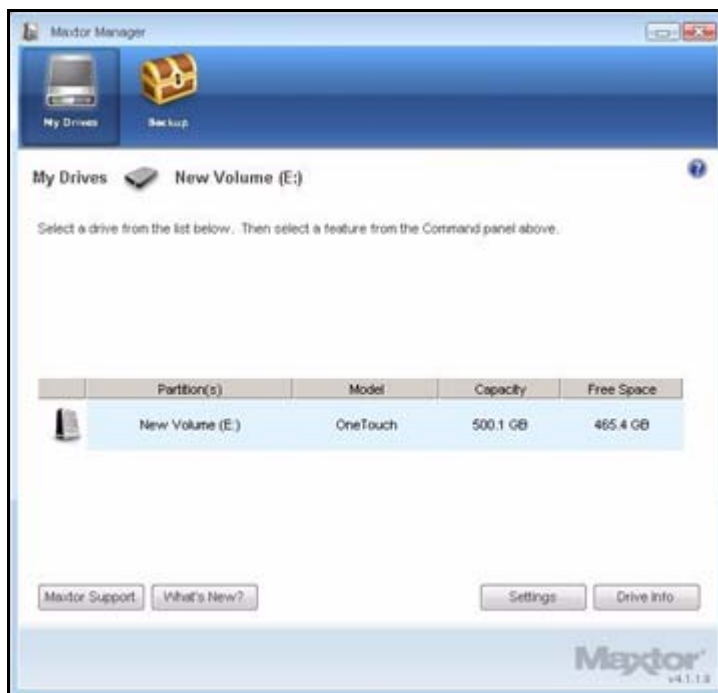 Maxtor Manager
My Drives
Backup
My Drives New Volume (E:)
Select a drive from the list below. Then select a feature from the Command panel above.
Partition(s) Model Capacity Free Space
New Volume (E:) OneTouch 500.1 GB 465.4 GB
Maxtor Support What's New? Settings Drive Info
Maxtor